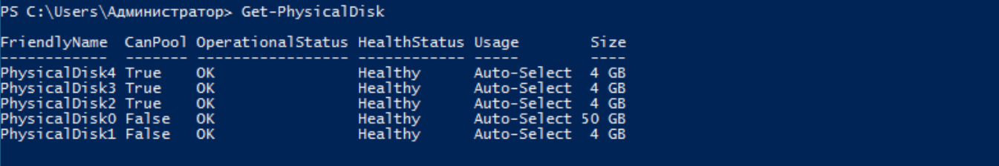 PS C:\Users\Администратор> Get-PhysicalDisk
FriendlyName CanPool OperationalStatus HealthStatus Usage Size
------------ ------- ----------------- ------------ ----- ----
PhysicalDisk4 True OK Healthy Auto-Select 4 GB
PhysicalDisk3 True OK Healthy Auto-Select 4 GB
PhysicalDisk2 True OK Healthy Auto-Select 4 GB
PhysicalDisk0 False OK Healthy Auto-Select 50 GB
PhysicalDisk1 False OK Healthy Auto-Select 4 GB